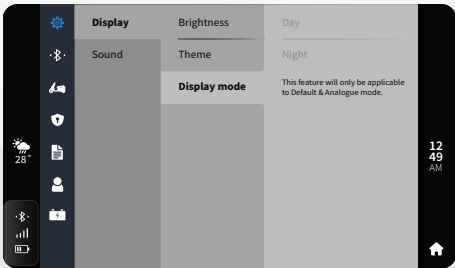 Display
Sound
Brightness
Theme
Display mode
Day
Night
This feature will only be applicable
to Default & Analogue mode.
28°
12
49
AM